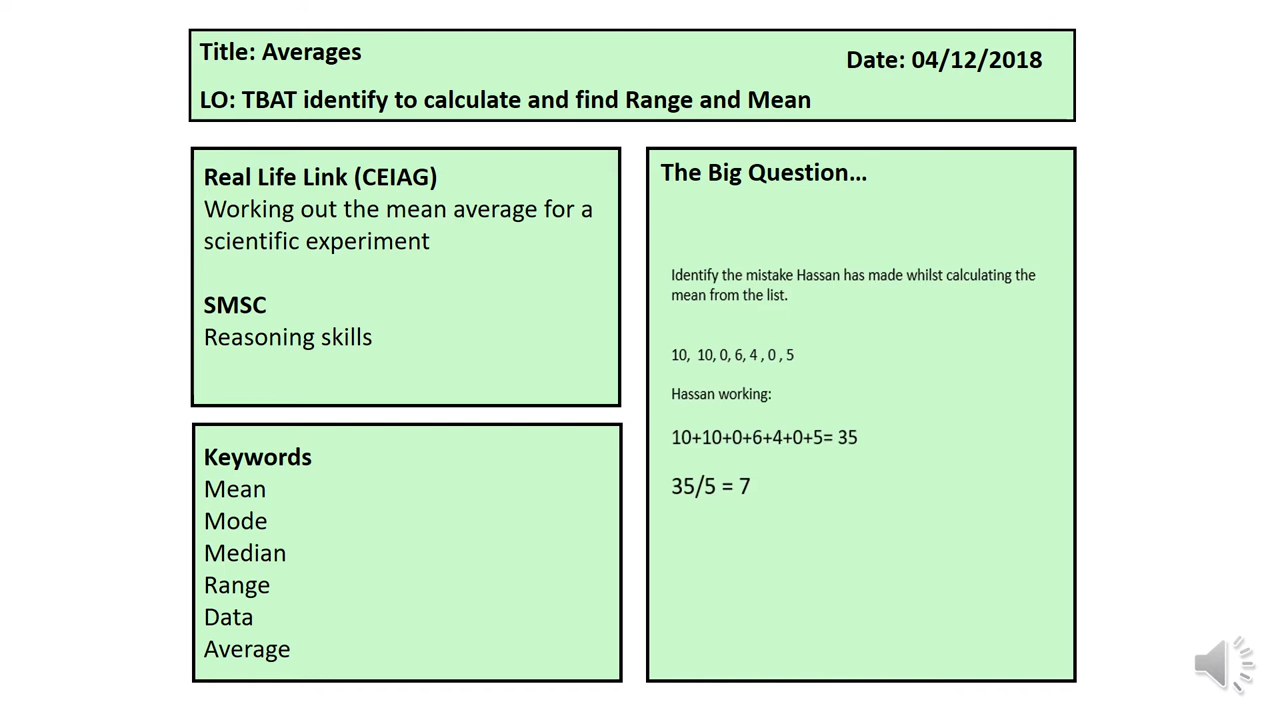 Title: Averages
Date: 04/12/2018
LO: TBAT identify to calculate and find Range and Mean
Real Life Link (CEIAG)
Working out the mean average for a
scientific experiment
SMSC
Reasoning skills
Keywords
Mean
Mode
Median
Range
Data
Average
The Big Question...
Identify the mistake Hassan has made whilst calculating the
mean from the list.
10,  10, 0, 6, 4 , 0 , 5
Hassan working:
10+10+0+6+4+0+5= 35
35/5 = 7